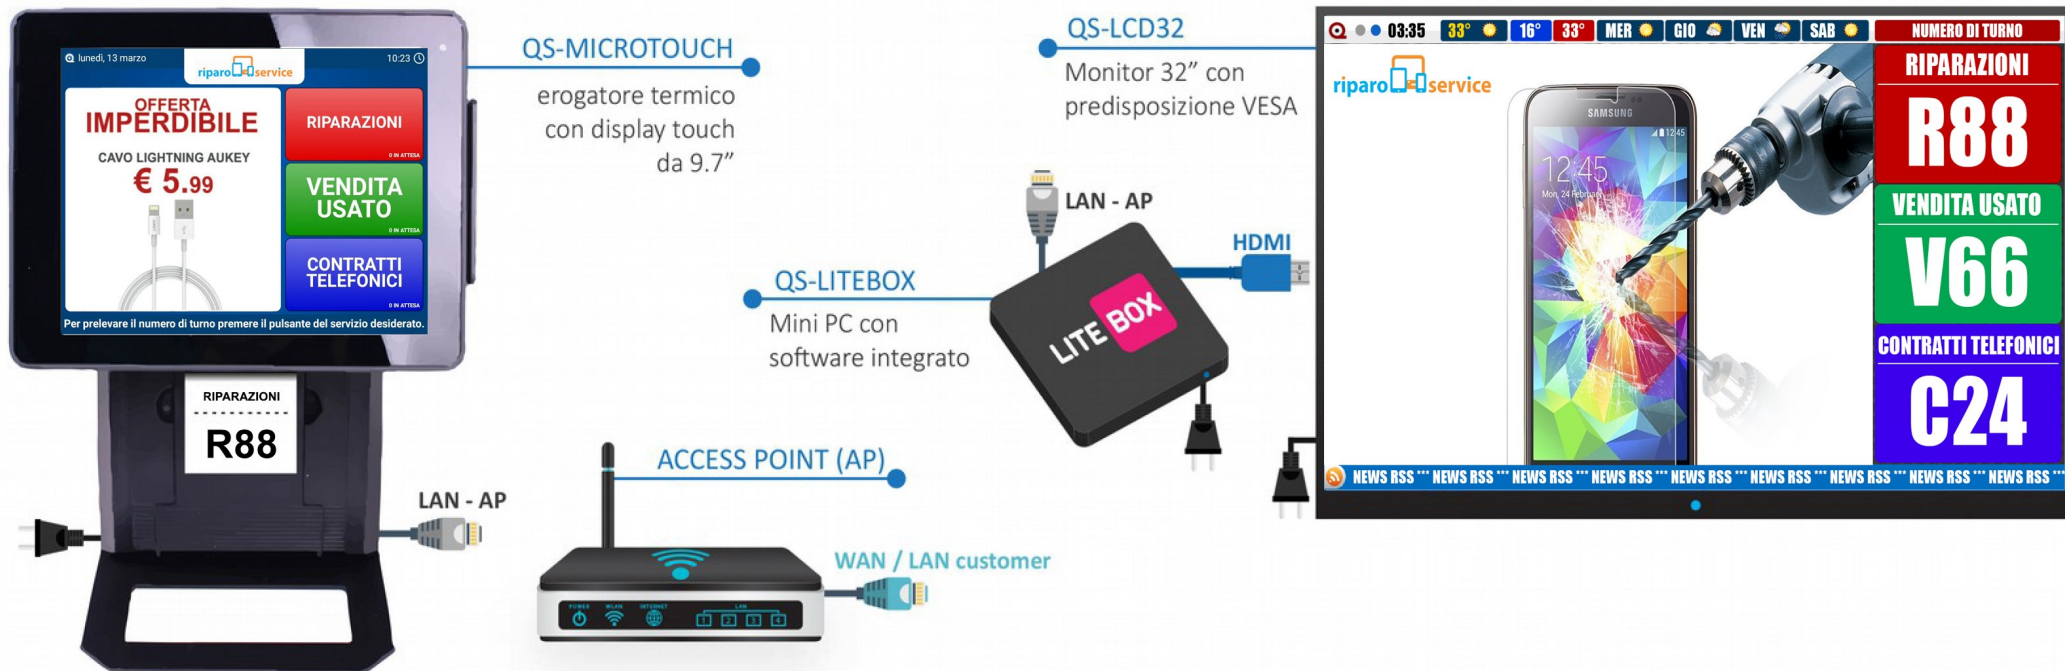 lunedì, 13 marzo
riparo service
10:23
OFFERTA
IMPERDIBILE
CAVO LIGHTNING AUKEY
€ 5.99
RIPARAZIONI
0 IN ATTESA
VENDITA
USATO
0 IN ATTESA
CONTRATTI
TELEFONICI
0 IN ATTESA
Per prelevare il numero di turno premere il pulsante del servizio desiderato.
RIPARAZIONI
R88
LAN - AP
QS-MICROTOUCH
erogatore termico
con display touch
da 9.7”
ACCESS POINT (AP)
WAN / LAN customer
POWER
WLAN
INTERNET
LAN
1 2 3 4
QS-LITEBOX
Mini PC con
software integrato
LAN - AP
HDMI
LITE BOX
QS-LCD32
Monitor 32” con
predisposizione VESA
03:35 33° 16° 33° MER GIO VEN SAB
riparo service
SAMSUNG
12:45
12:45
Mon, 24 February
NUMERO DI TURNO
RIPARAZIONI
R88
VENDITA USATO
V66
CONTRATTI TELEFONICI
C24
NEWS RSS *** NEWS RSS *** NEWS RSS *** NEWS RSS *** NEWS RSS *** NEWS RSS *** NEWS RSS *** NEWS RSS *** NEWS RSS ***